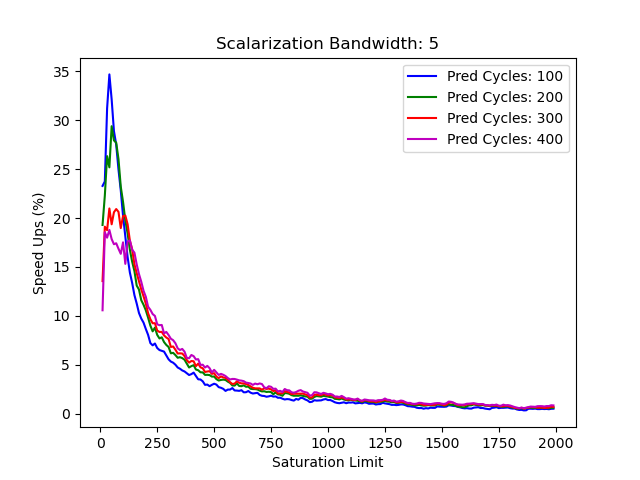 Scalarization Bandwidth: 5
Pred Cycles: 100
Pred Cycles: 200
Pred Cycles: 300
Pred Cycles: 400
Speed Ups (%)
35
30
25
20
15
10
5
0
0 250 500 750 1000 1250 1500 1750 2000
Saturation Limit